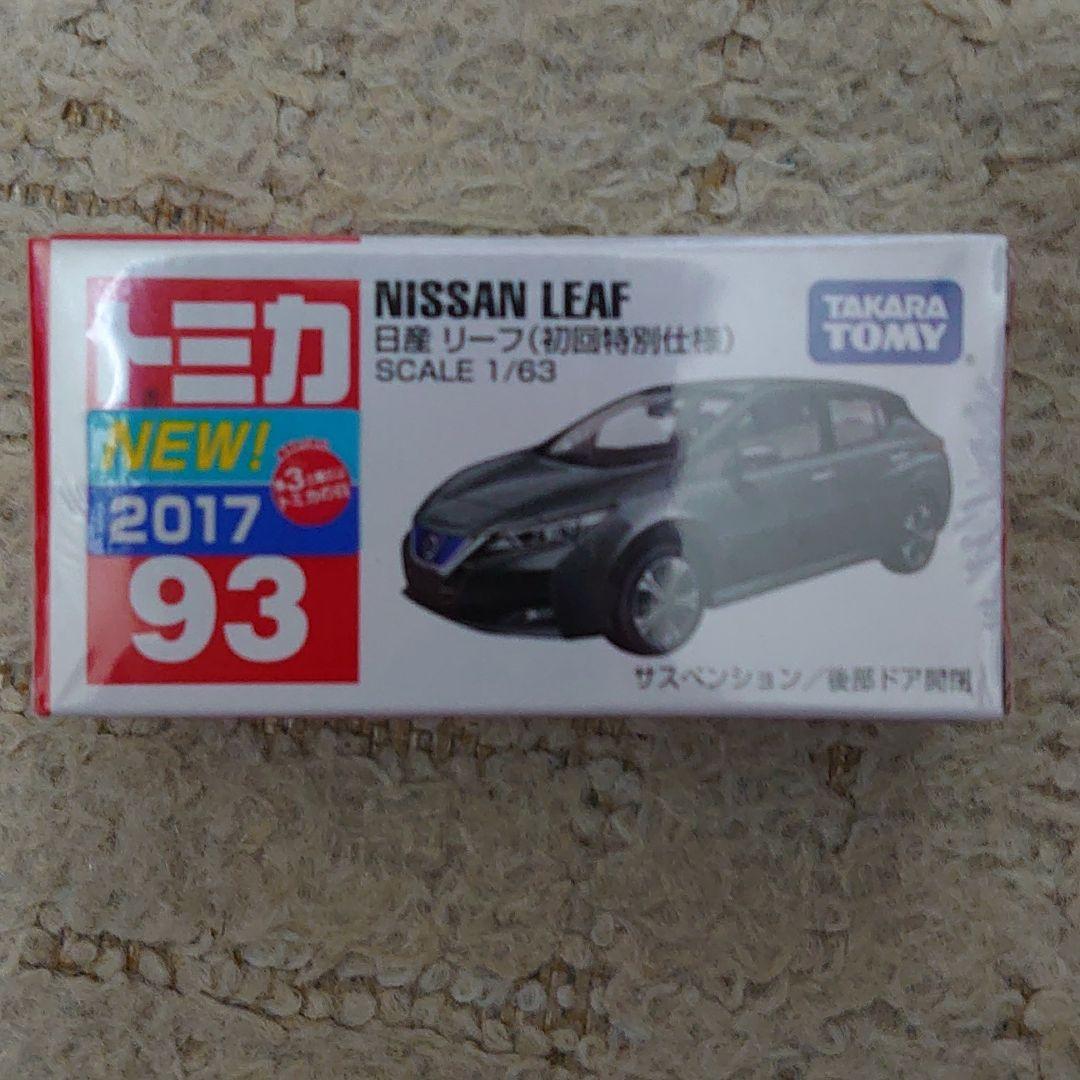 トミカ
NEW!
2017
93
NISSAN LEAF
日産 リーフ(初回特別仕様)
SCALE 1/63
TAKARA
TOMY
サスペンション/後部ドア開閉